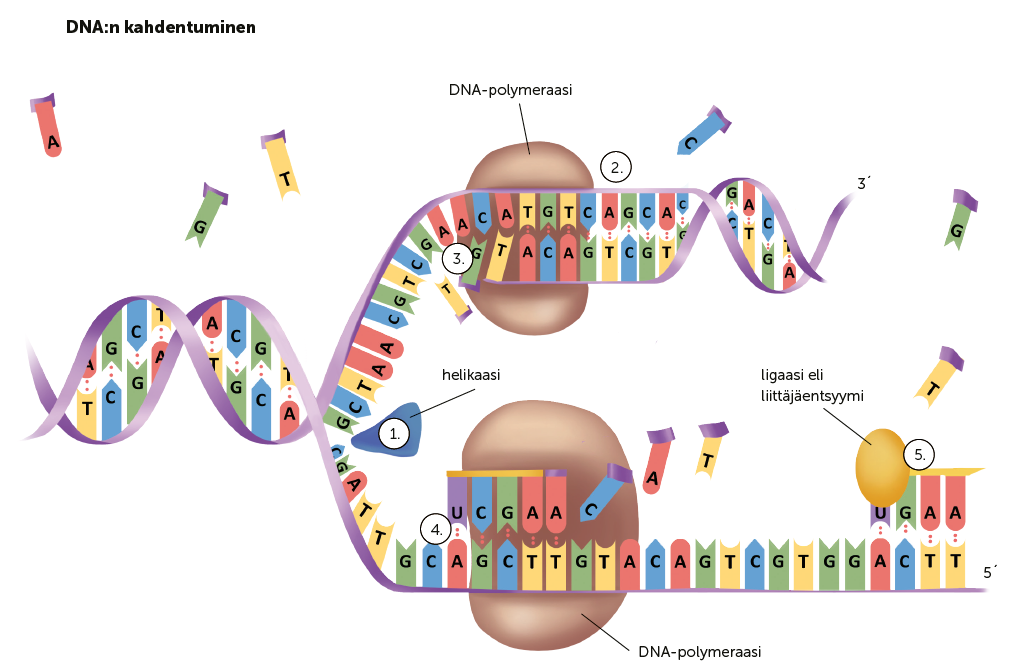 DNA:n kahdentuminen
A
T
G
DNA-polymeraasi
2.
C
3´
G
A A C A T G T C A G C A C
G T A C A G T C G T G
G A C
C T G T A
3.
T
G C T G C A A T C G
A G C T A C G T
T C G A T G C A
helikaasi
1.
C G A T T
ligaasi eli
liittäjäentsyymi
5.
A
T
T
G
4.
U C G A A
C
U G A A
G C A G C T T G T A C A G T C G T G G A C T T
5´
DNA-polymeraasi